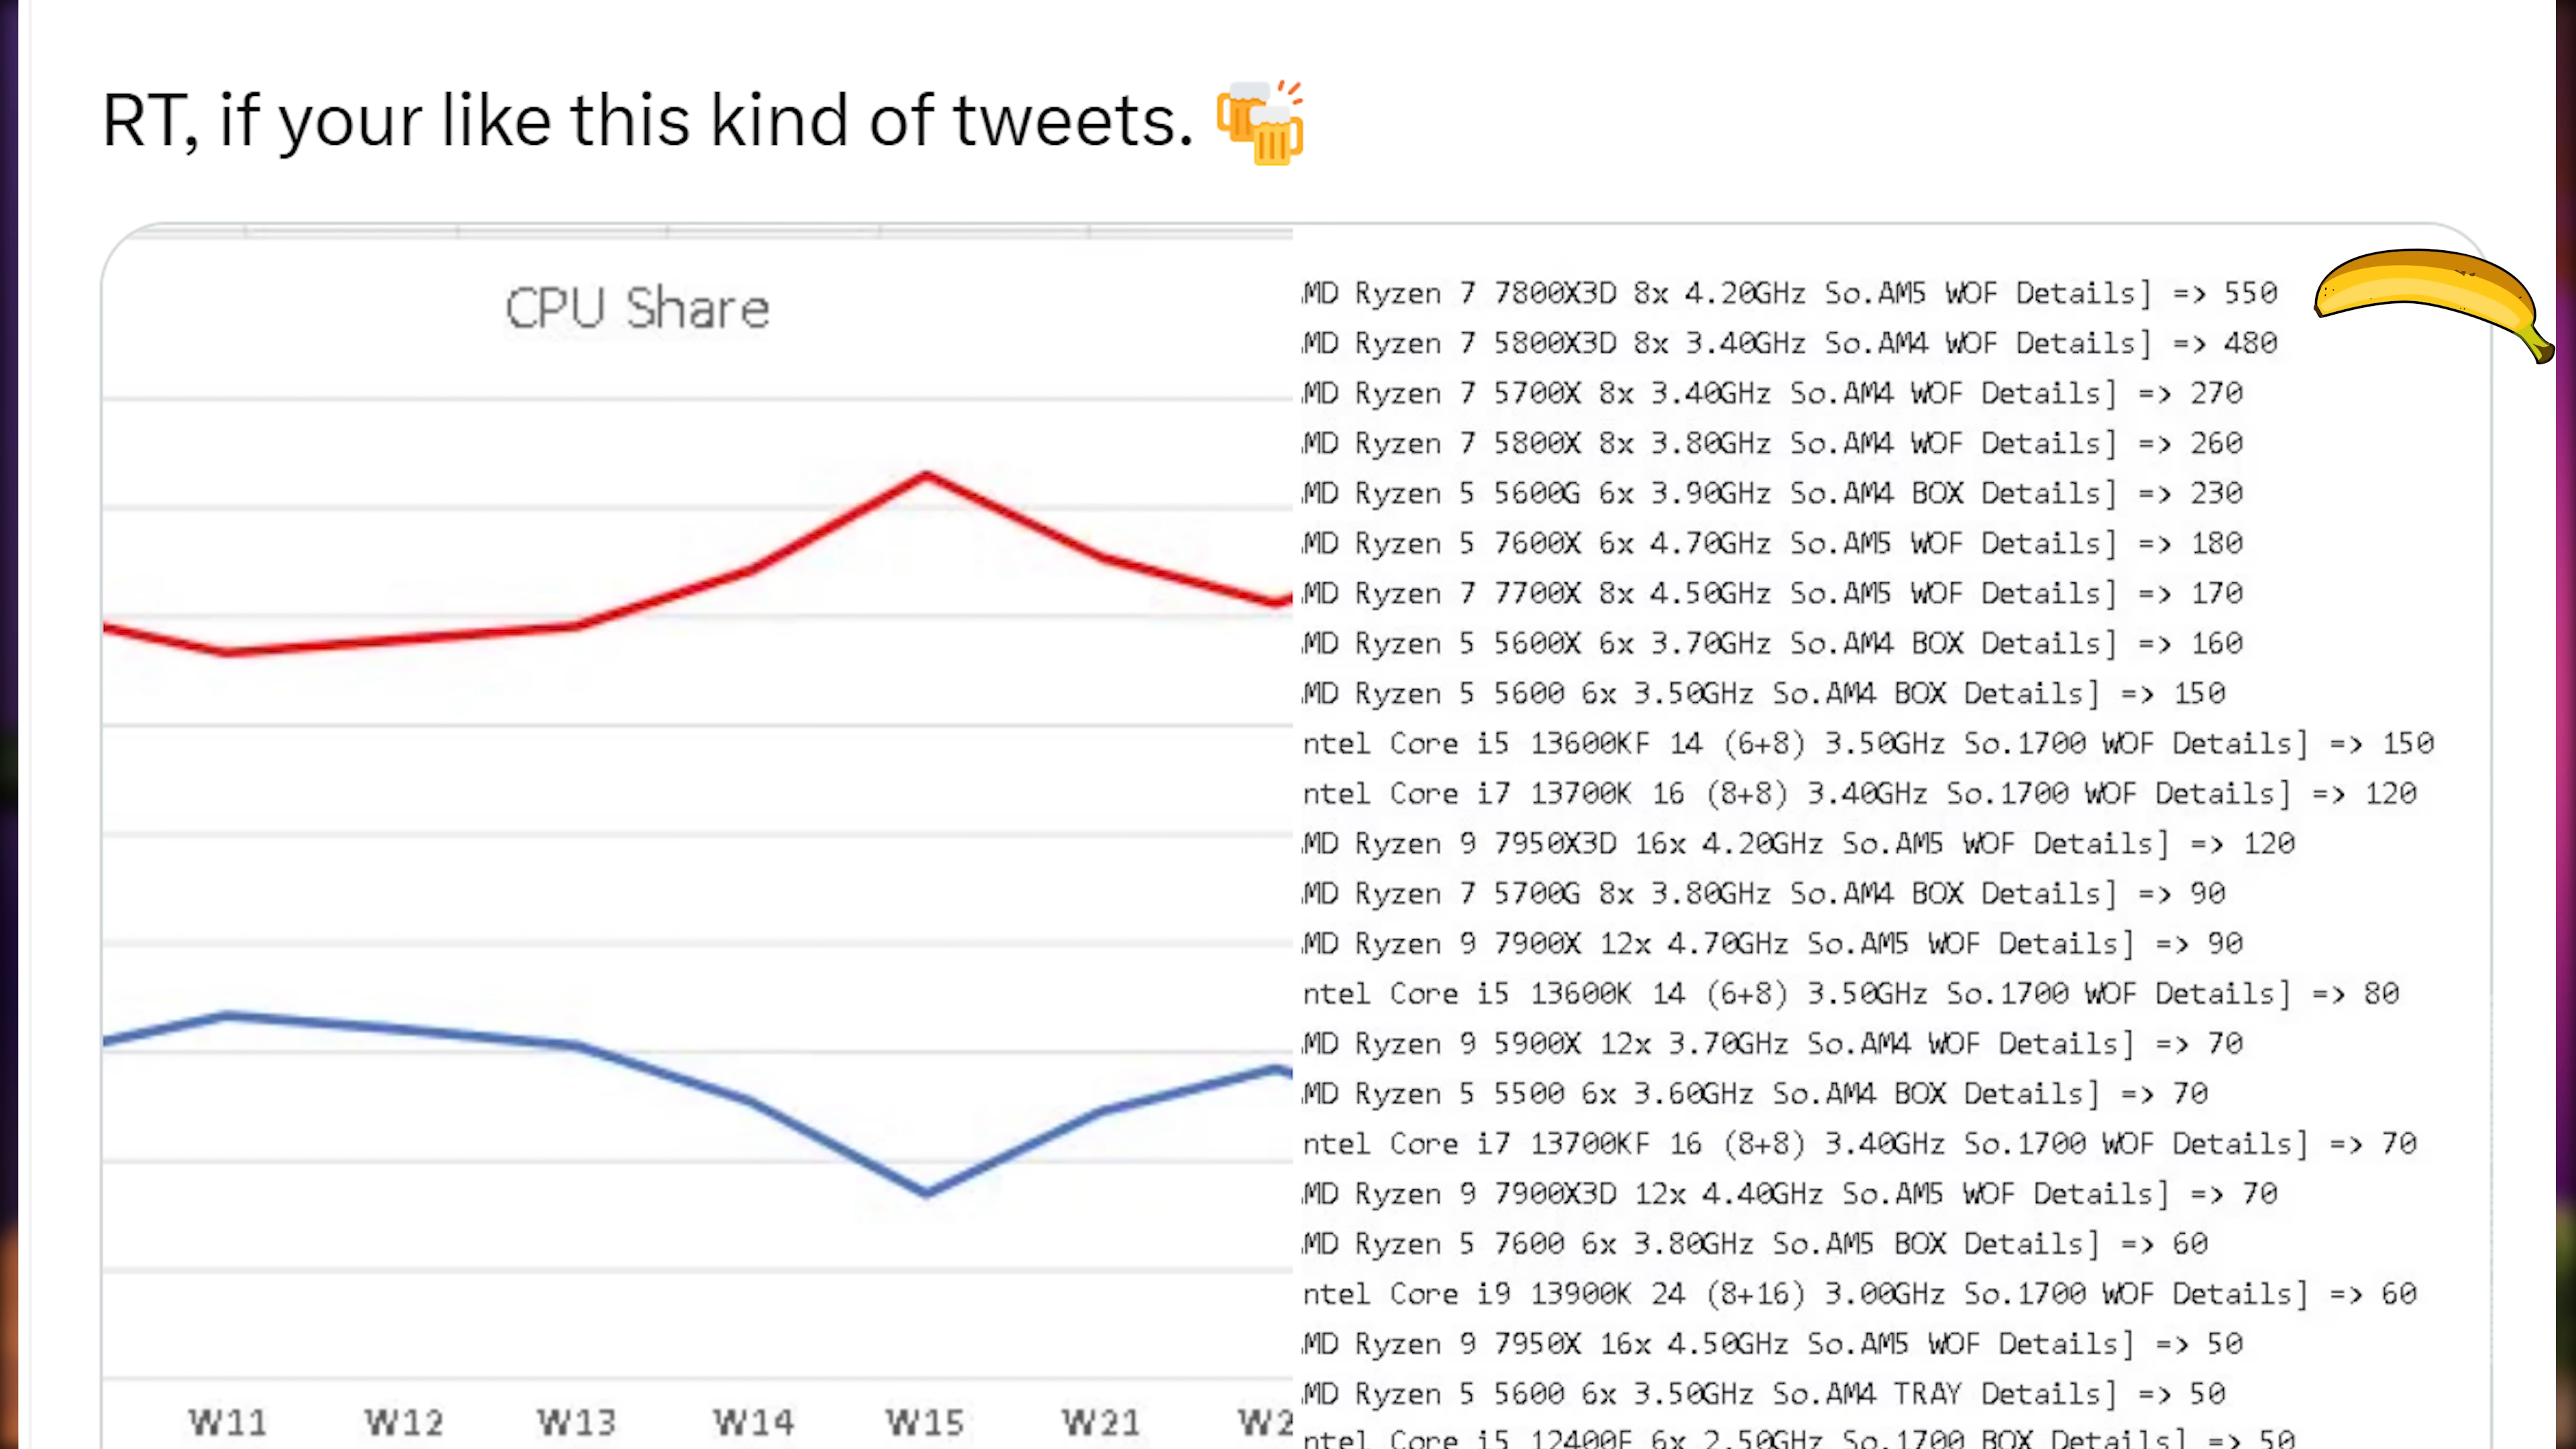 RT, if your like this kind of tweets. 🍻
CPU Share
W11 W12 W13 W14 W15 W21 W2
MD Ryzen 7 7800X3D 8x 4.20GHz So.AM5 WOF Details] => 550
MD Ryzen 7 5800X3D 8x 3.40GHz So.AM4 WOF Details] => 480
MD Ryzen 7 5700X 8x 3.40GHz So.AM4 WOF Details] => 270
MD Ryzen 7 5800X 8x 3.80GHz So.AM4 WOF Details] => 260
MD Ryzen 5 5600G 6x 3.90GHz So.AM4 BOX Details] => 230
MD Ryzen 5 7600X 6x 4.70GHz So.AM5 WOF Details] => 180
MD Ryzen 7 7700X 8x 4.50GHz So.AM5 WOF Details] => 170
MD Ryzen 5 5600X 6x 3.70GHz So.AM4 BOX Details] => 160
MD Ryzen 5 5600 6x 3.50GHz So.AM4 BOX Details] => 150
ntel Core i5 13600KF 14 (6+8) 3.50GHz So.1700 WOF Details] => 150
ntel Core i7 13700K 16 (8+8) 3.40GHz So.1700 WOF Details] => 120
MD Ryzen 9 7950X3D 16x 4.20GHz So.AM5 WOF Details] => 120
MD Ryzen 7 5700G 8x 3.80GHz So.AM4 BOX Details] => 90
MD Ryzen 9 7900X 12x 4.70GHz So.AM5 WOF Details] => 90
ntel Core i5 13600K 14 (6+8) 3.50GHz So.1700 WOF Details] => 80
MD Ryzen 9 5900X 12x 3.70GHz So.AM4 WOF Details] => 70
MD Ryzen 5 5500 6x 3.60GHz So.AM4 BOX Details] => 70
ntel Core i7 13700KF 16 (8+8) 3.40GHz So.1700 WOF Details] => 70
MD Ryzen 9 7900X3D 12x 4.40GHz So.AM5 WOF Details] => 70
MD Ryzen 5 7600 6x 3.80GHz So.AM5 BOX Details] => 60
ntel Core i9 13900K 24 (8+16) 3.00GHz So.1700 WOF Details] => 60
MD Ryzen 9 7950X 16x 4.50GHz So.AM5 WOF Details] => 50
MD Ryzen 5 5600 6x 3.50GHz So.AM4 TRAY Details] => 50
ntel Core i5 12400F 6x 2.50GHz So.1700 BOX Details] => 50